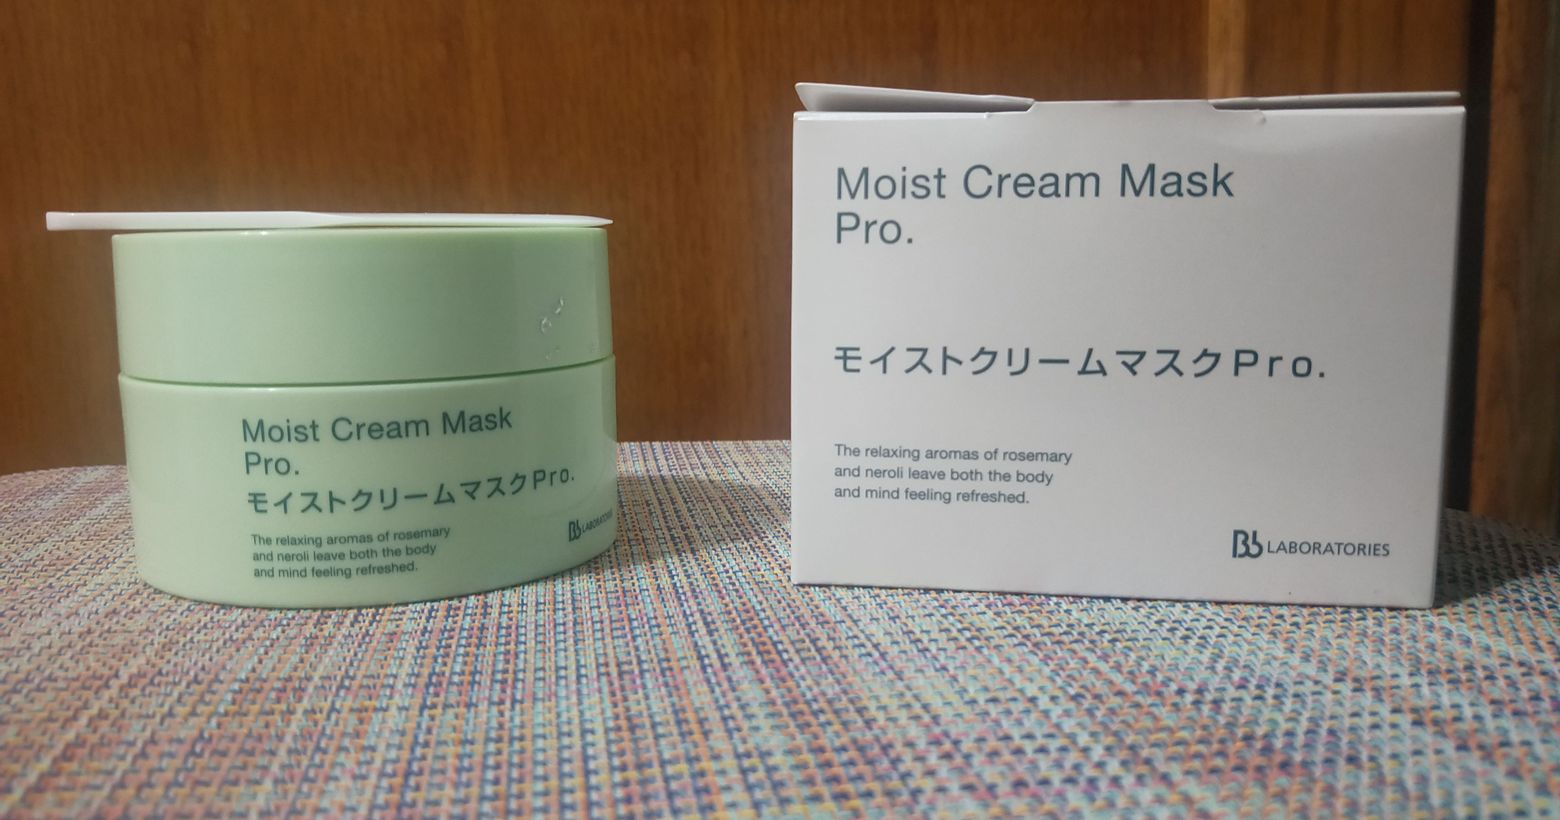 Moist Cream Mask
Pro.
モイストクリームマスクPro.
The relaxing aromas of rosemary
and neroli leave both the body
and mind feeling refreshed.
Bb LABORATORIES
Moist Cream Mask
Pro.
モイストクリームマスクPro.
The relaxing aromas of rosemary
and neroli leave both the body
and mind feeling refreshed.
Bb LABORATORIES